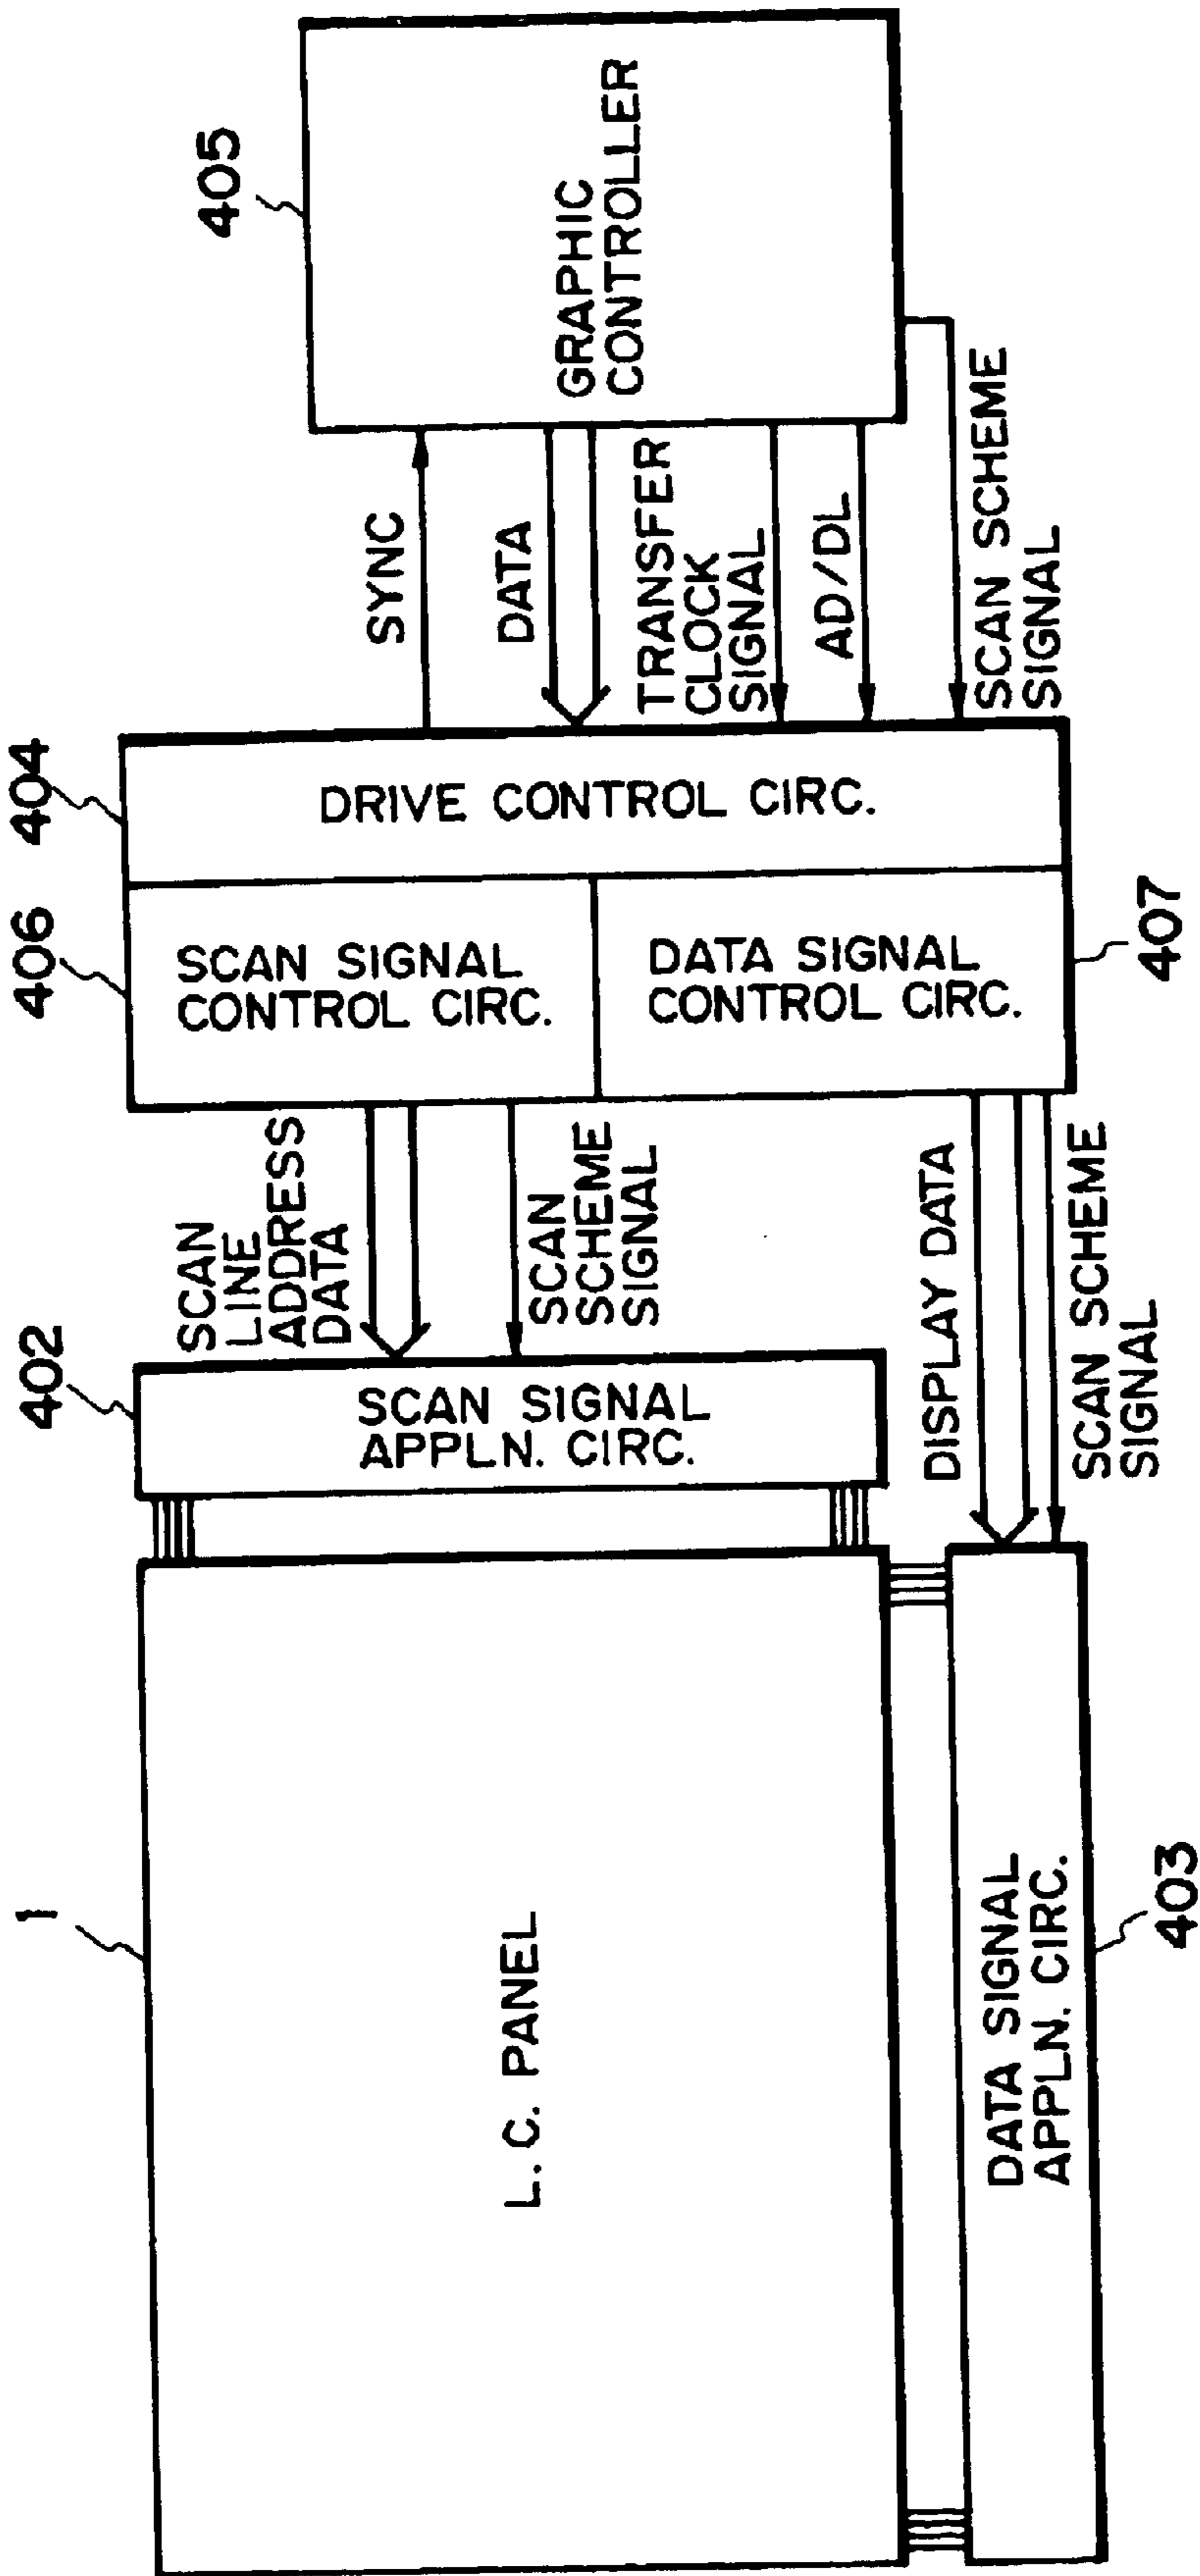 1
L. C. PANEL
402
SCAN SIGNAL
APPLN. CIRC.
403
DATA SIGNAL
APPLN. CIRC.
SCAN
LINE
ADDRESS
DATA
SCAN
SCHEME
SIGNAL
DISPLAY DATA
SCAN SCHEME
SIGNAL
406
SCAN SIGNAL
CONTROL CIRC.
407
DATA SIGNAL
CONTROL CIRC.
404
DRIVE CONTROL CIRC.
SYNC
DATA
TRANSFER
CLOCK
SIGNAL
AD/DL
SCAN SCHEME
SIGNAL
405
GRAPHIC
CONTROLLER